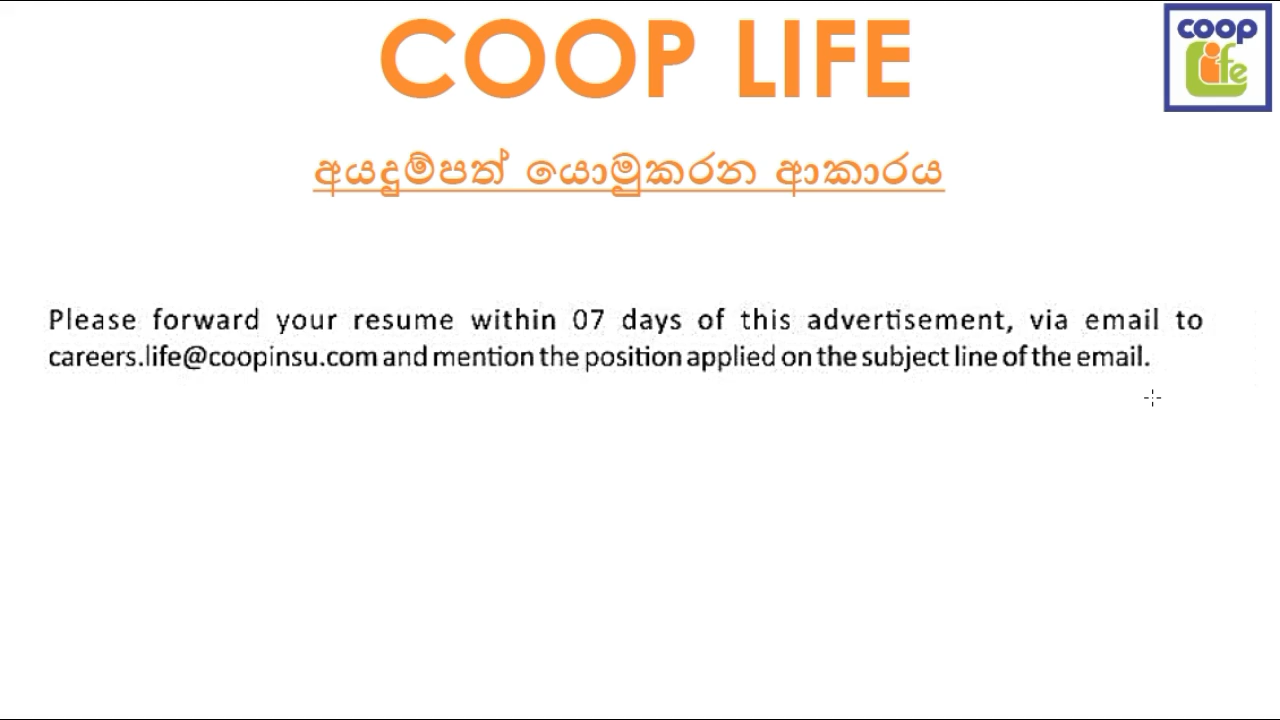 COOP LIFE
coop
life
අයදුම්පත් යොමුකරන ආකාරය
Please forward your resume within 07 days of this advertisement, via email to
careers.life@coopinsu.com and mention the position applied on the subject line of the email.